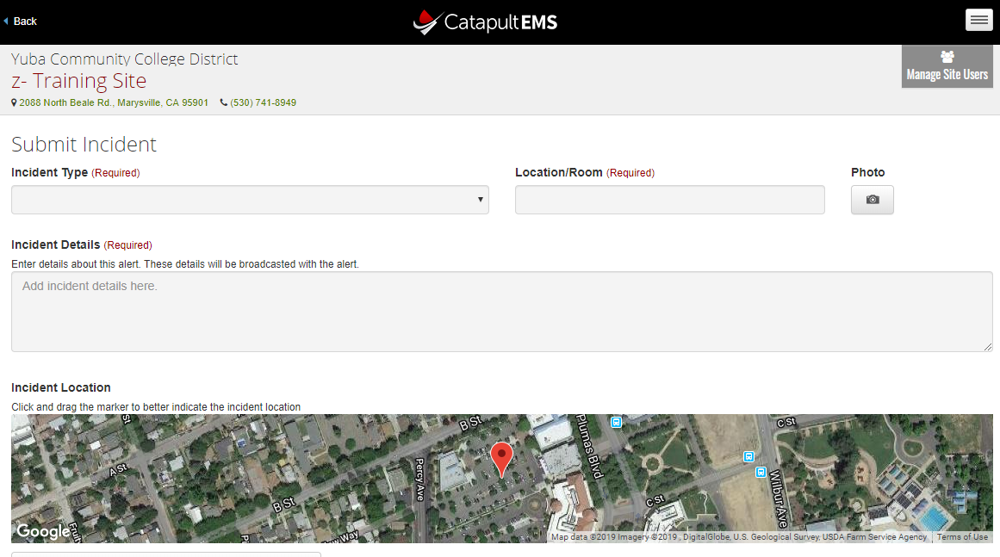 Back
CatapultEMS
Yuba Community College District
z- Training Site
2088 North Beale Rd., Marysville, CA 95901 (530) 741-8949
Manage Site Users
Submit Incident
Incident Type (Required)
Location/Room (Required)
Photo
Incident Details (Required)
Enter details about this alert. These details will be broadcasted with the alert.
Add incident details here.
Incident Location
Click and drag the marker to better indicate the incident location
St
B St
Plumas Blvd
C St
A St
Percy Ave
B St
C St
Wilbur Ave
Google
Way
Map data ©2019 Imagery ©2019 , DigitalGlobe, U.S. Geological Survey, USDA Farm Service Agency
Terms of Use